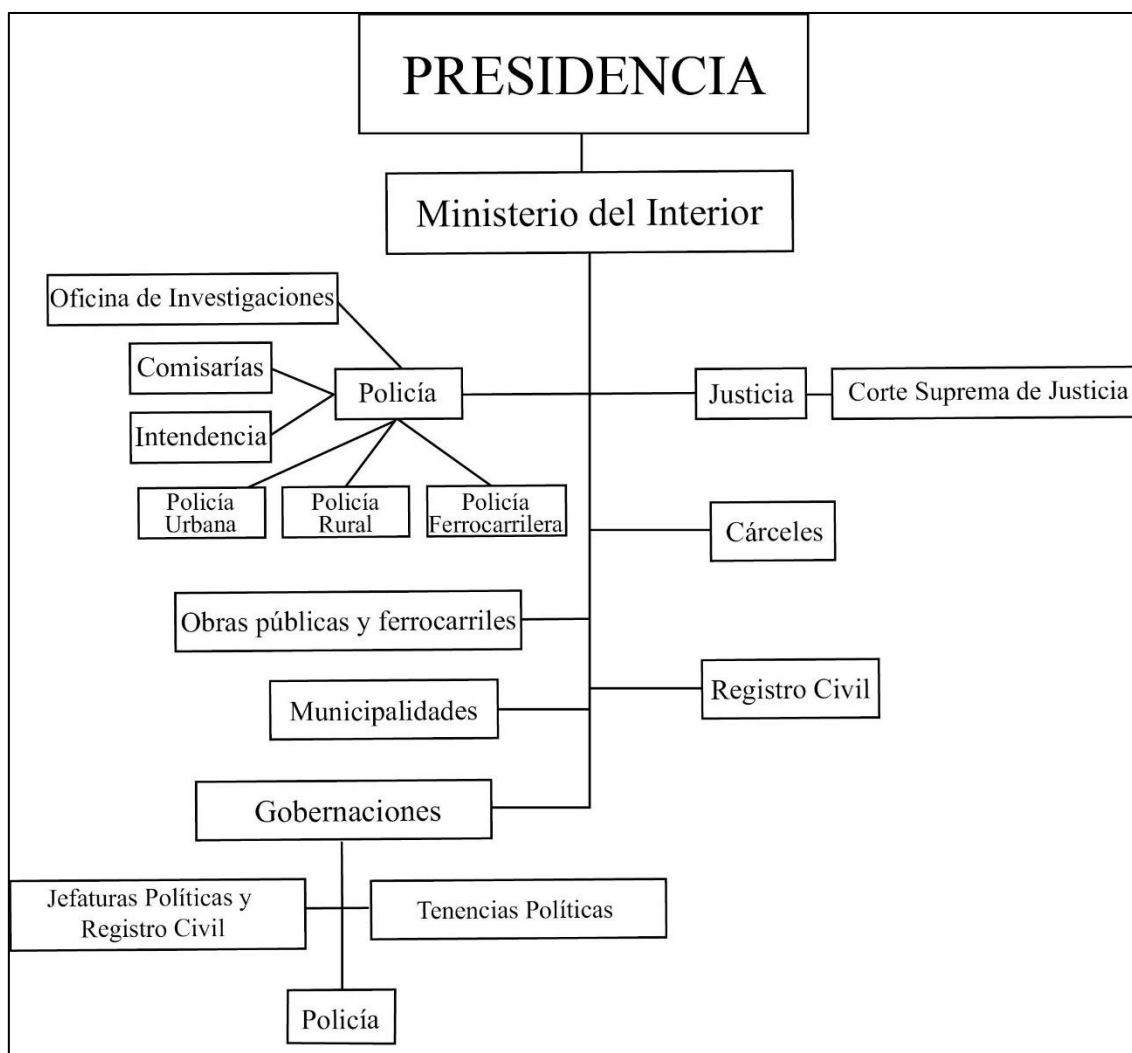 PRESIDENCIA
Ministerio del Interior
Oficina de Investigaciones
Comisarías
Policía
Intendencia
Justicia
Corte Suprema de Justicia
Policía
Urbana
Policía
Rural
Policía
Ferrocarrilera
Cárceles
Obras públicas y ferrocarriles
Registro Civil
Municipalidades
Gobernaciones
Jefaturas Políticas y
Registro Civil
Tenencias Políticas
Policía